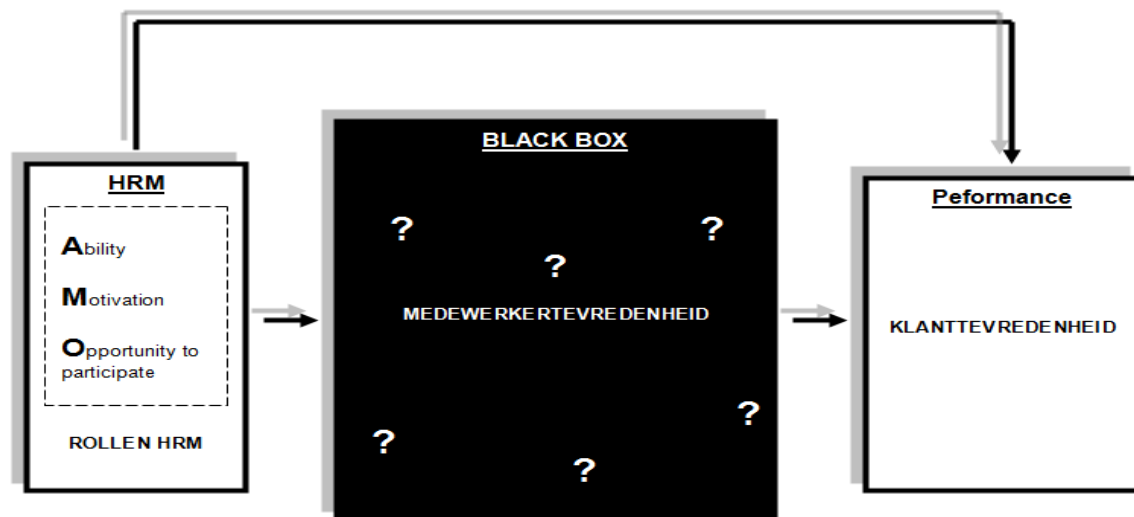 HRM
Ability
Motivation
Opportunity to
participate
ROLLEN HRM
BLACK BOX
?
?
?
MEDEWERKERTEVREDENHEID
?
?
?
Peformance
KLANTTEVREDENHEID